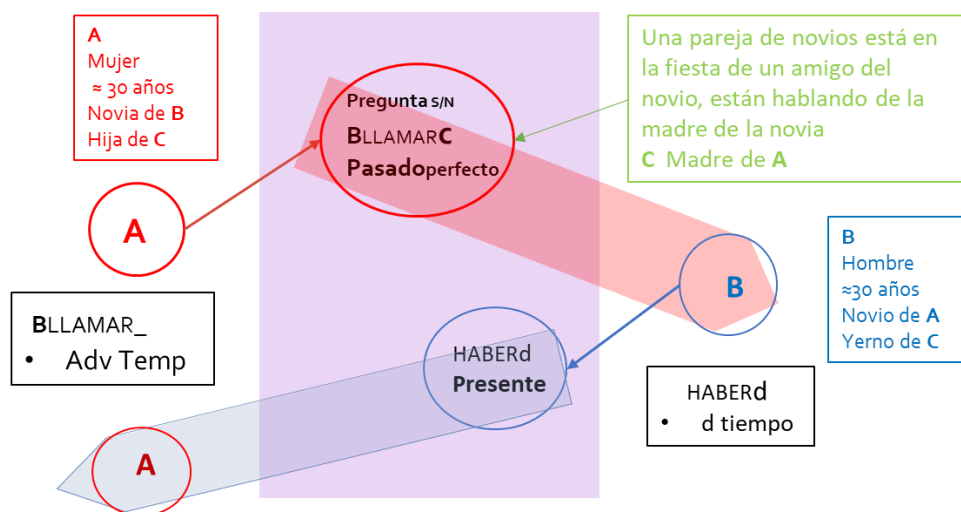 A
Mujer
≈ 30 años
Novia de B
Hija de C
Pregunta S/N
BLLAMARC
Pasadoperfecto
Una pareja de novios está en
la fiesta de un amigo del
novio, están hablando de la
madre de la novia
C Madre de A
A
B
B
Hombre
≈30 años
Novio de A
Yerno de C
BLLAMAR_
• Adv Temp
HABERd
Presente
HABERd
• d tiempo
A